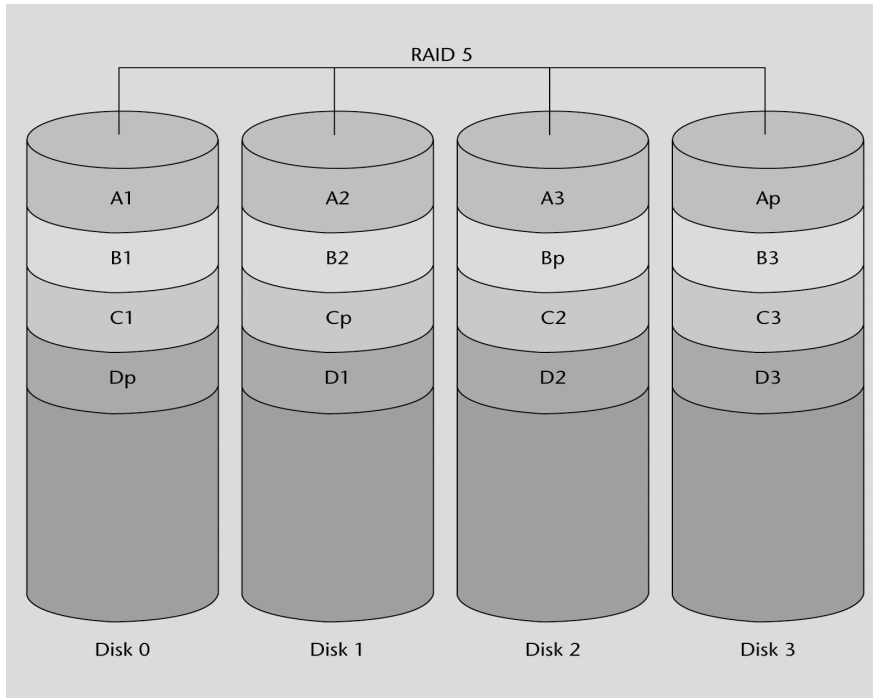 RAID 5
A1 A2 A3 Ap
B1 B2 Bp B3
C1 Cp C2 C3
Dp D1 D2 D3
Disk 0 Disk 1 Disk 2 Disk 3